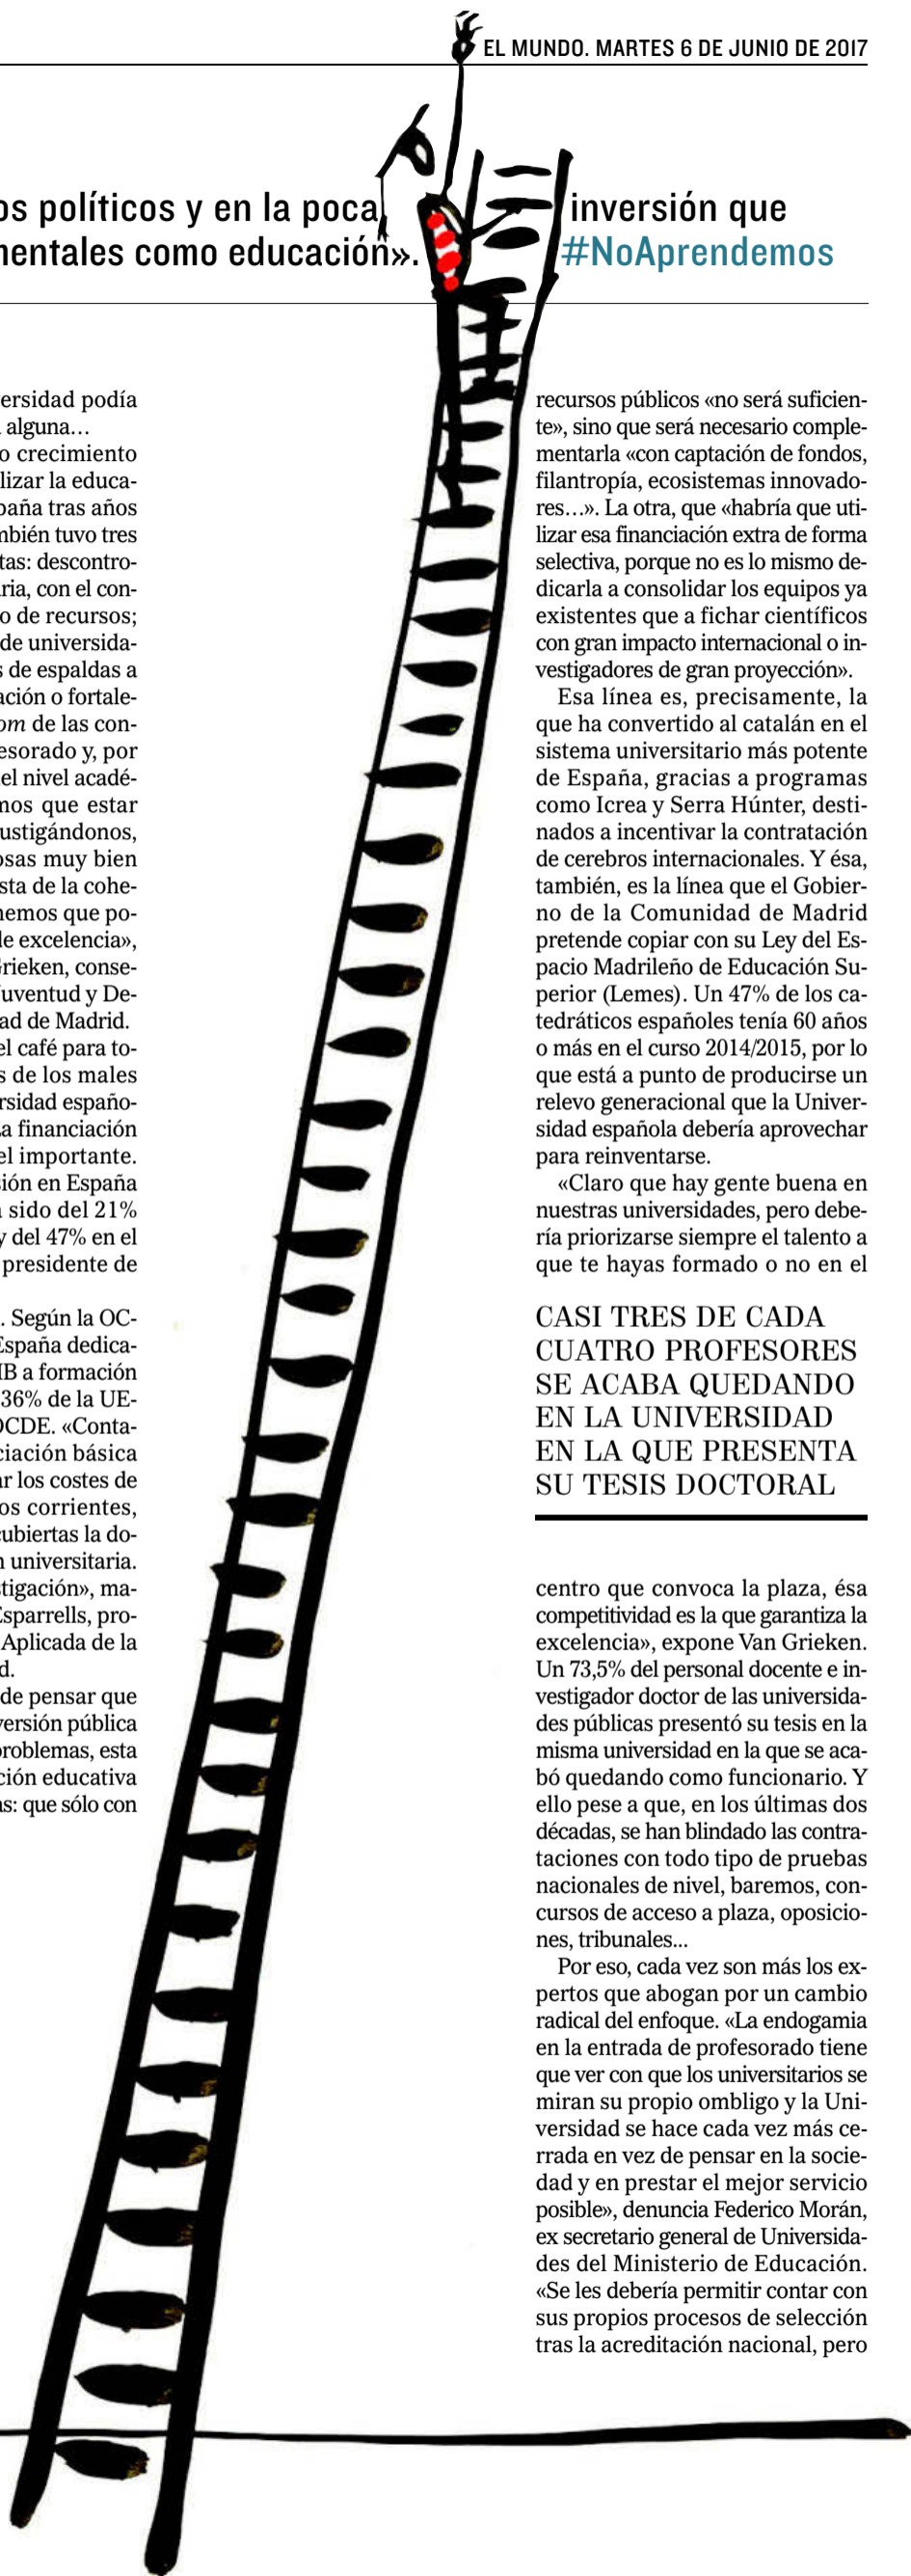 EL MUNDO. MARTES 6 DE JUNIO DE 2017
os políticos y en la poca inversión que
mentales como educación». #NoAprendemos
ersidad podía
alguna…
o crecimiento
lizar la educa-
paña tras años
mbién tuvo tres
tas: descontro-
ria, con el con-
o de recursos;
de universida-
s de espaldas a
ación o fortale-
om de las con-
esorado y, por
el nivel acadé-
mos que estar
ustigándonos,
osas muy bien
sta de la cohe-
nemos que po-
le excelencia»,
Grieken, conse-
Juventud y De-
ad de Madrid.
el café para to-
s de los males
rsidad españo-
La financiación
el importante.
sión en España
a sido del 21%
y del 47% en el
presidente de
. Según la OC-
España dedica-
IB a formación
36% de la UE-
OCDE. «Conta-
ciación básica
ar los costes de
os corrientes,
cubiertas la do-
n universitaria.
stigación», ma-
Esparrells, pro-
Aplicada de la
d.
de pensar que
versión pública
problemas, esta
ción educativa
as: que sólo con
recursos públicos «no será suficien-
te», sino que será necesario comple-
mentarla «con captación de fondos,
filantropía, ecosistemas innovado-
res…». La otra, que «habría que uti-
lizar esa financiación extra de forma
selectiva, porque no es lo mismo de-
dicarla a consolidar los equipos ya
existentes que a fichar científicos
con gran impacto internacional o in-
vestigadores de gran proyección».
Esa línea es, precisamente, la
que ha convertido al catalán en el
sistema universitario más potente
de España, gracias a programas
como Icrea y Serra Húnter, desti-
nados a incentivar la contratación
de cerebros internacionales. Y ésa,
también, es la línea que el Gobier-
no de la Comunidad de Madrid
pretende copiar con su Ley del Es-
pacio Madrileño de Educación Su-
perior (Lemes). Un 47% de los ca-
tedráticos españoles tenía 60 años
o más en el curso 2014/2015, por lo
que está a punto de producirse un
relevo generacional que la Univer-
sidad española debería aprovechar
para reinventarse.
«Claro que hay gente buena en
nuestras universidades, pero debe-
ría priorizarse siempre el talento a
que te hayas formado o no en el
CASI TRES DE CADA
CUATRO PROFESORES
SE ACABA QUEDANDO
EN LA UNIVERSIDAD
EN LA QUE PRESENTA
SU TESIS DOCTORAL
centro que convoca la plaza, ésa
competitividad es la que garantiza la
excelencia», expone Van Grieken.
Un 73,5% del personal docente e in-
vestigador doctor de las universida-
des públicas presentó su tesis en la
misma universidad en la que se aca-
bó quedando como funcionario. Y
ello pese a que, en los últimas dos
décadas, se han blindado las contra-
taciones con todo tipo de pruebas
nacionales de nivel, baremos, con-
cursos de acceso a plaza, oposicio-
nes, tribunales...
Por eso, cada vez son más los ex-
pertos que abogan por un cambio
radical del enfoque. «La endogamia
en la entrada de profesorado tiene
que ver con que los universitarios se
miran su propio ombligo y la Uni-
versidad se hace cada vez más ce-
rrada en vez de pensar en la socie-
dad y en prestar el mejor servicio
posible», denuncia Federico Morán,
ex secretario general de Universida-
des del Ministerio de Educación.
«Se les debería permitir contar con
sus propios procesos de selección
tras la acreditación nacional, pero